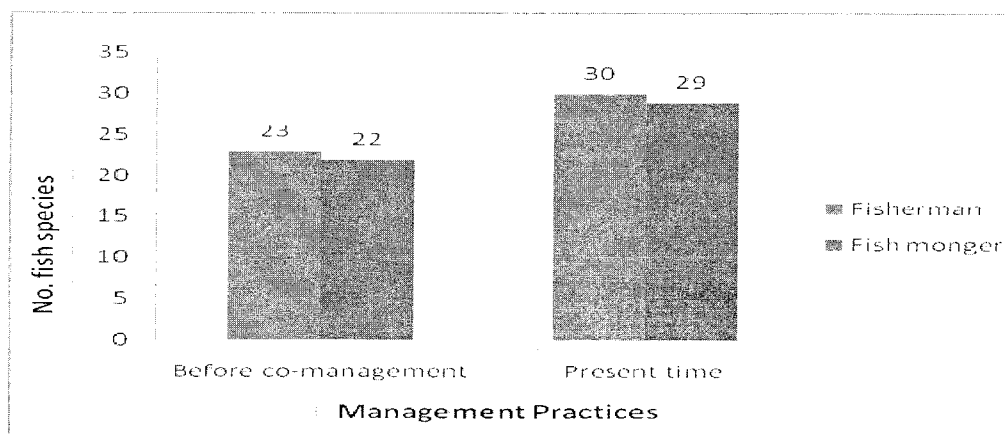 No. fish species
35
30
25
20
15
10
5
0
23
22
30
29
Before co-management
Present time
Management Practices
Fisherman
Fish monger